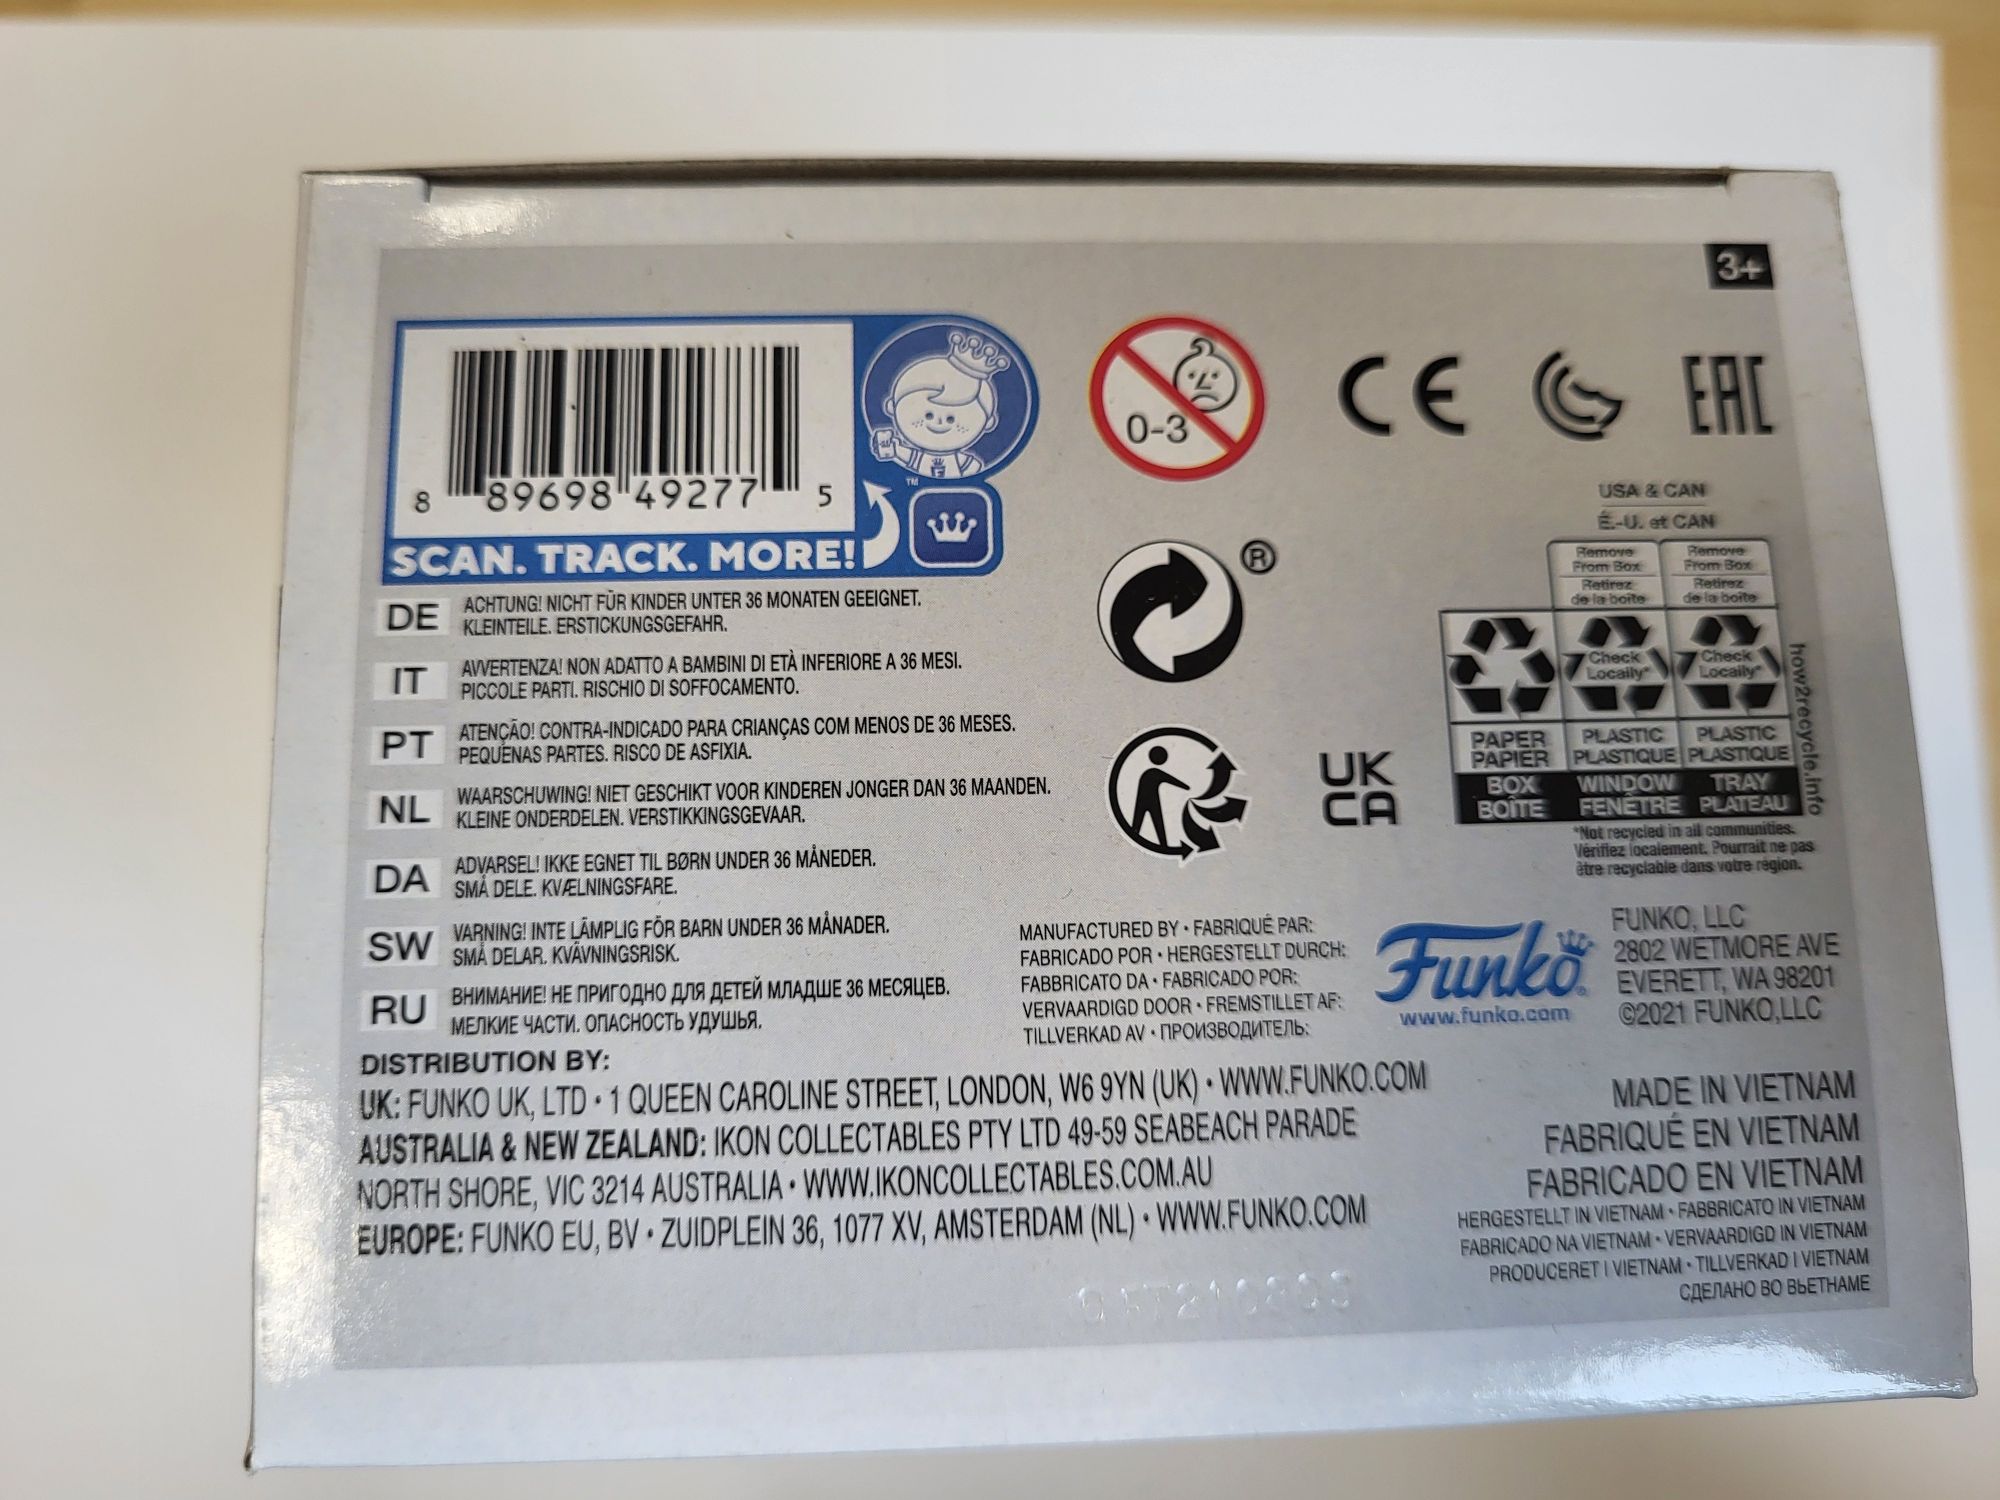 3+
8 89698 49277 5
SCAN. TRACK. MORE!
™
0-3
CE
EAC
DE ACHTUNG! NICHT FÜR KINDER UNTER 36 MONATEN GEEIGNET.
KLEINTEILE. ERSTICKUNGSGEFAHR.
IT AVVERTENZA! NON ADATTO A BAMBINI DI ETÀ INFERIORE A 36 MESI.
PICCOLE PARTI. RISCHIO DI SOFFOCAMENTO.
PT ATENÇÃO! CONTRA-INDICADO PARA CRIANÇAS COM MENOS DE 36 MESES.
PEQUENAS PARTES. RISCO DE ASFIXIA.
NL WAARSCHUWING! NIET GESCHIKT VOOR KINDEREN JONGER DAN 36 MAANDEN.
KLEINE ONDERDELEN. VERSTIKKINGSGEVAAR.
DA ADVARSEL! IKKE EGNET TIL BØRN UNDER 36 MÅNEDER.
SMÅ DELE. KVÆLNINGSFARE.
SW VARNING! INTE LÄMPLIG FÖR BARN UNDER 36 MÅNADER.
SMÅ DELAR. KVÄVNINGSRISK.
RU ВНИМАНИЕ! НЕ ПРИГОДНО ДЛЯ ДЕТЕЙ МЛАДШЕ 36 МЕСЯЦЕВ.
МЕЛКИЕ ЧАСТИ. ОПАСНОСТЬ УДУШЬЯ.
®
UK
CA
USA & CAN
É.-U. et CAN
Remove
From Box
Retirez
de la boîte
Remove
From Box
Retirez
de la boîte
Check
Locally*
Check
Locally*
PAPER
PAPIER
PLASTIC
PLASTIQUE
PLASTIC
PLASTIQUE
BOX
BOÎTE
WINDOW
FENÊTRE
TRAY
PLATEAU
how2recycle.info
*Not recycled in all communities.
Vérifiez localement. Pourrait ne pas
être recyclable dans votre région.
MANUFACTURED BY • FABRIQUÉ PAR:
FABRICADO POR • HERGESTELLT DURCH:
FABBRICATO DA • FABRICADO POR:
VERVAARDIGD DOOR • FREMSTILLET AF:
TILLVERKAD AV • ПРОИЗВОДИТЕЛЬ:
Funko®
www.funko.com
FUNKO, LLC
2802 WETMORE AVE
EVERETT, WA 98201
©2021 FUNKO,LLC
DISTRIBUTION BY:
UK: FUNKO UK, LTD • 1 QUEEN CAROLINE STREET, LONDON, W6 9YN (UK) • WWW.FUNKO.COM
AUSTRALIA & NEW ZEALAND: IKON COLLECTABLES PTY LTD 49-59 SEABEACH PARADE
NORTH SHORE, VIC 3214 AUSTRALIA • WWW.IKONCOLLECTABLES.COM.AU
EUROPE: FUNKO EU, BV • ZUIDPLEIN 36, 1077 XV, AMSTERDAM (NL) • WWW.FUNKO.COM
MADE IN VIETNAM
FABRIQUÉ EN VIETNAM
FABRICADO EN VIETNAM
HERGESTELLT IN VIETNAM • FABBRICATO IN VIETNAM
FABRICADO NA VIETNAM • VERVAARDIGD IN VIETNAM
PRODUCERET I VIETNAM • TILLVERKAD I VIETNAM
СДЕЛАНО ВО ВЬЕТНАМЕ